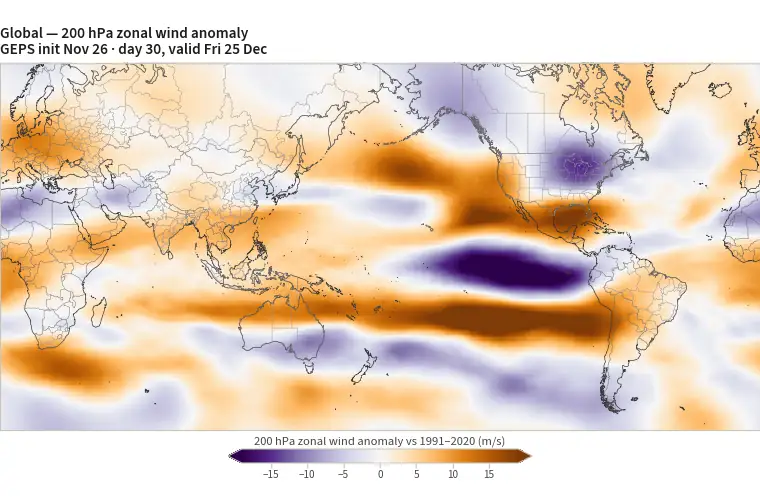 Global — 200 hPa zonal wind anomaly
GEPS init Nov 26 · day 30, valid Fri 25 Dec
200 hPa zonal wind anomaly vs 1991–2020 (m/s)
−15 −10 −5 0 5 10 15